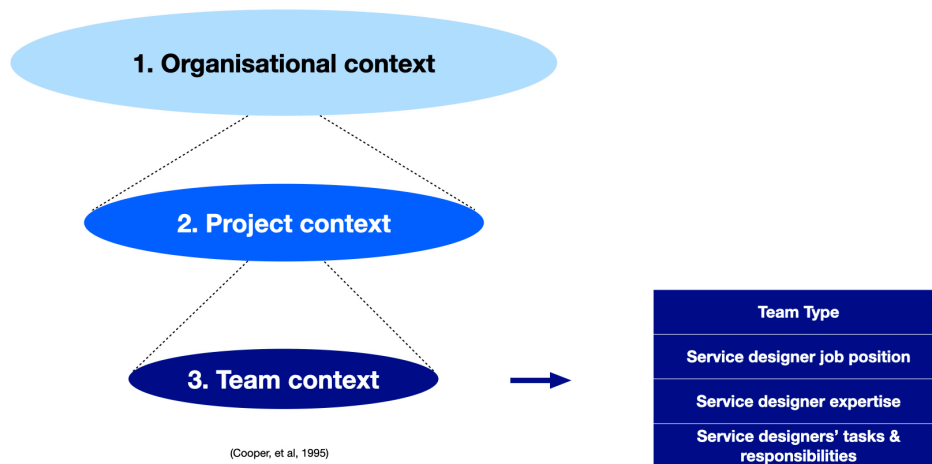 1. Organisational context
2. Project context
3. Team context
(Cooper, et al, 1995)
Team Type
Service designer job position
Service designer expertise
Service designers’ tasks &
responsibilities